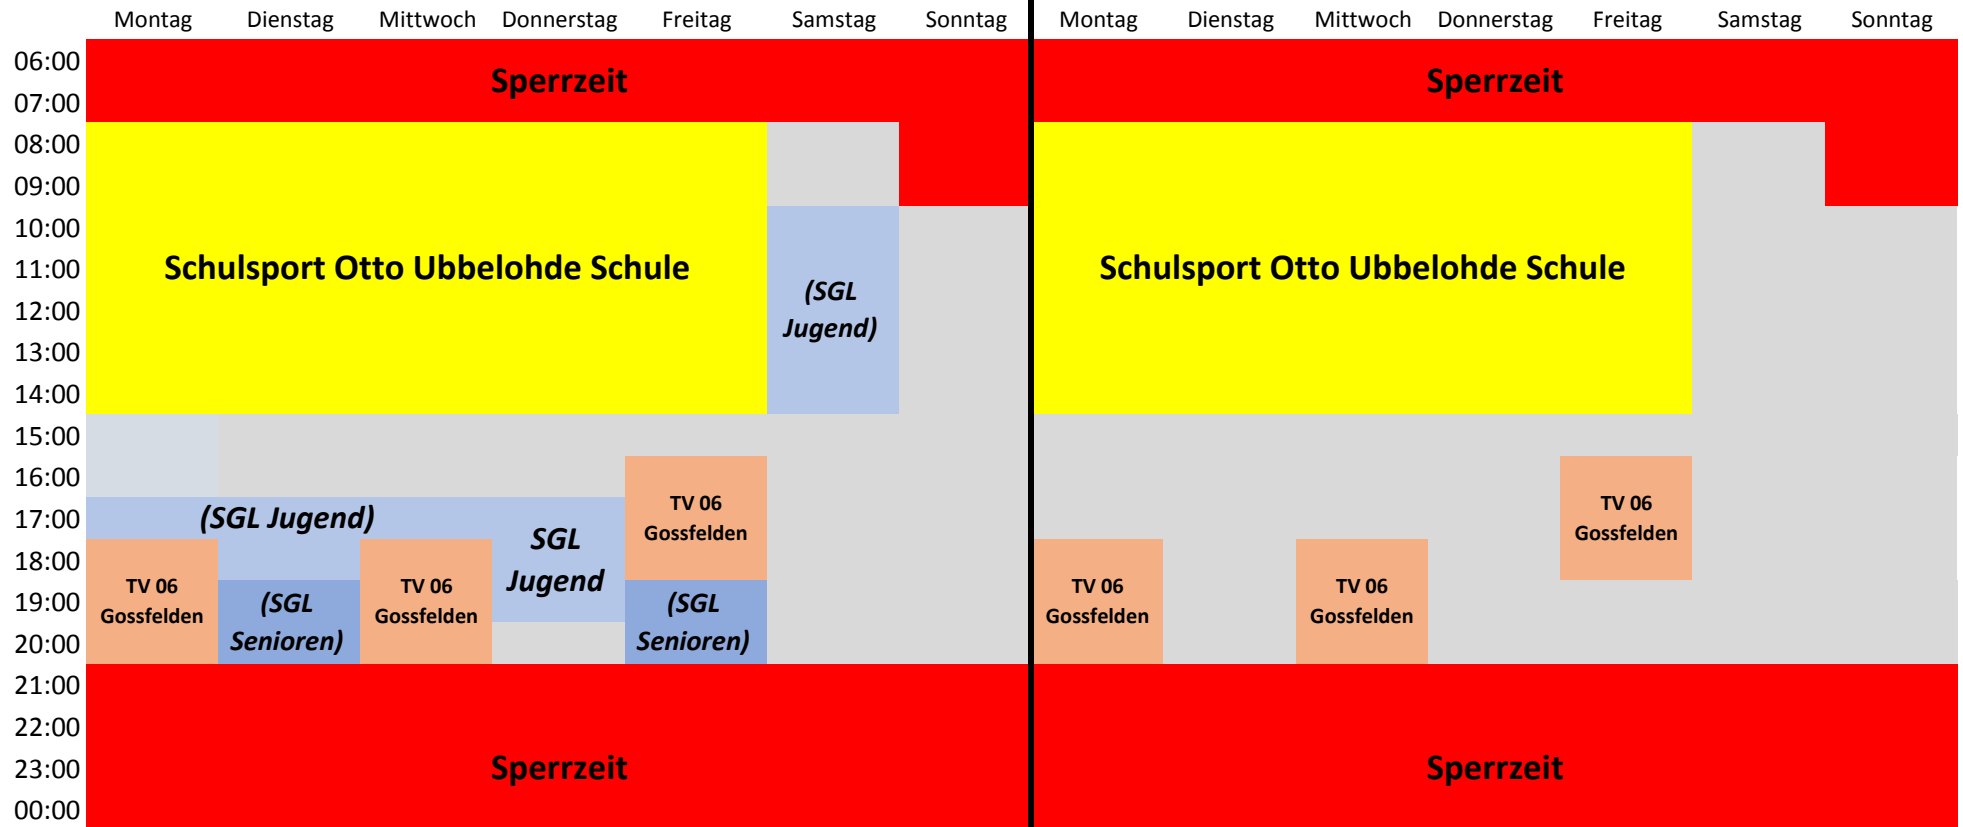 Montag Dienstag Mittwoch Donnerstag Freitag Samstag Sonntag Montag Dienstag Mittwoch Donnerstag Freitag Samstag Sonntag
06:00
Sperrzeit Sperrzeit
07:00
08:00
09:00
10:00
11:00
Schulsport Otto Ubbelohde Schule Schulsport Otto Ubbelohde Schule
(SGL
12:00
Jugend)
13:00
14:00
15:00
16:00
TV 06 TV 06
17:00
(SGL Jugend)
Gossfelden Gossfelden
SGL
18:00
Jugend
TV 06 TV 06 TV 06 TV 06
19:00
(SGL (SGL
Gossfelden Gossfelden Gossfelden Gossfelden
20:00
Senioren) Senioren)
21:00
22:00
23:00
Sperrzeit Sperrzeit
00:00